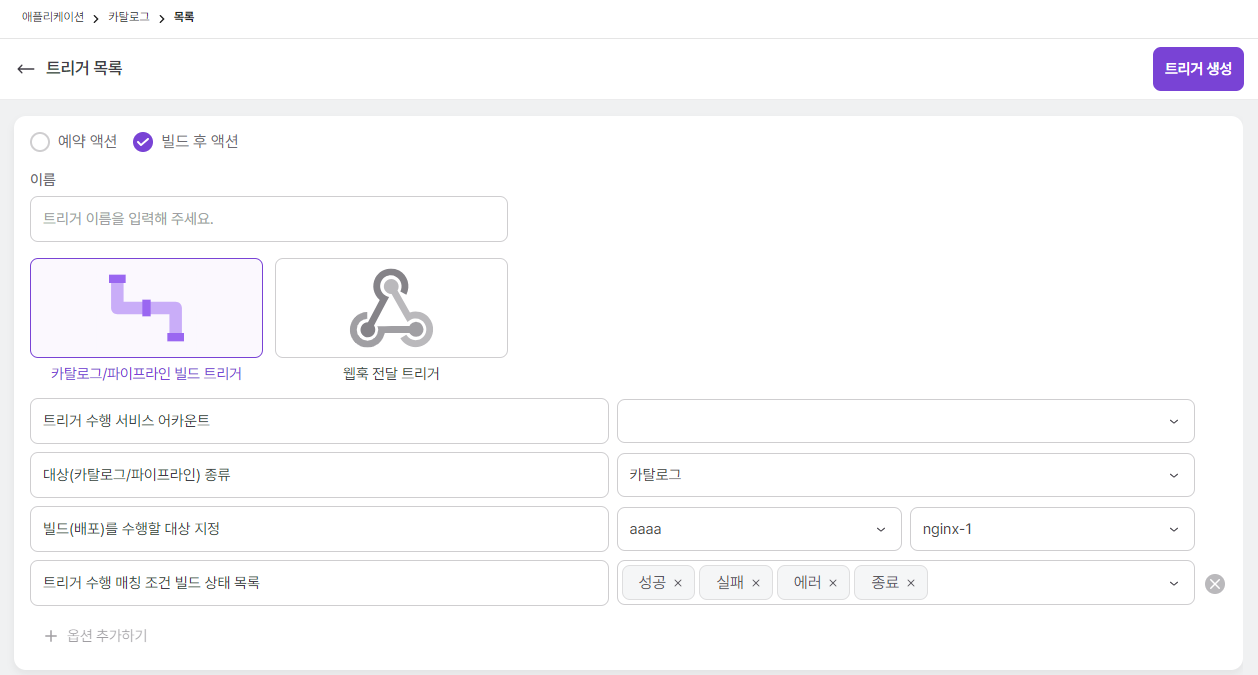 애플리케이션 > 카탈로그 > 목록
← 트리거 목록 트리거 생성
예약 액션 빌드 후 액션
이름
트리거 이름을 입력해 주세요.
카탈로그/파이프라인 빌드 트리거 웹훅 전달 트리거
트리거 수행 서비스 어카운트
대상(카탈로그/파이프라인) 종류 카탈로그
빌드(배포)를 수행할 대상 지정 aaaa nginx-1
트리거 수행 매칭 조건 빌드 상태 목록 성공 × 실패 × 에러 × 종료 ×
+ 옵션 추가하기